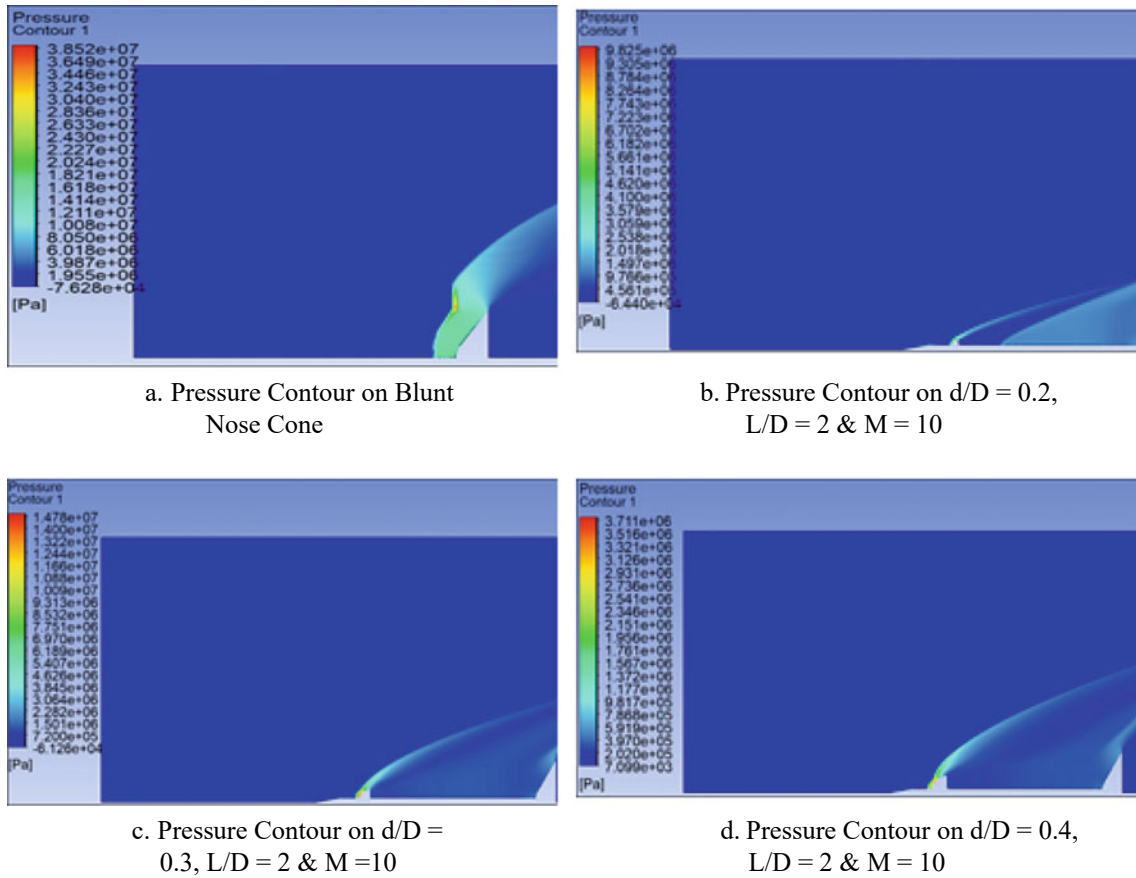 Pressure
Contour 1
3.852e+07
3.649e+07
3.446e+07
3.243e+07
3.040e+07
2.836e+07
2.633e+07
2.430e+07
2.227e+07
2.024e+07
1.821e+07
1.618e+07
1.414e+07
1.211e+07
1.008e+07
8.050e+06
6.018e+06
3.987e+06
1.955e+06
-7.628e+04
[Pa]
a. Pressure Contour on Blunt
Nose Cone
Pressure
Contour 1
9.825e+06
9.305e+06
8.784e+06
8.264e+06
7.743e+06
7.223e+06
6.702e+06
6.182e+06
5.661e+06
5.141e+06
4.620e+06
4.100e+06
3.579e+06
3.059e+06
2.538e+06
2.018e+06
1.497e+06
9.766e+05
4.561e+05
-6.440e+04
[Pa]
b. Pressure Contour on d/D = 0.2,
L/D = 2 & M = 10
Pressure
Contour 1
1.478e+07
1.400e+07
1.322e+07
1.244e+07
1.166e+07
1.088e+07
1.009e+07
9.313e+06
8.532e+06
7.751e+06
6.970e+06
6.189e+06
5.407e+06
4.626e+06
3.845e+06
3.064e+06
2.282e+06
1.501e+06
7.200e+05
-6.126e+04
[Pa]
c. Pressure Contour on d/D =
0.3, L/D = 2 & M =10
Pressure
Contour 1
3.711e+06
3.516e+06
3.321e+06
3.126e+06
2.931e+06
2.736e+06
2.541e+06
2.346e+06
2.151e+06
1.956e+06
1.761e+06
1.567e+06
1.372e+06
1.177e+06
9.817e+05
7.868e+05
5.919e+05
3.970e+05
2.020e+05
7.099e+03
[Pa]
d. Pressure Contour on d/D = 0.4,
L/D = 2 & M = 10